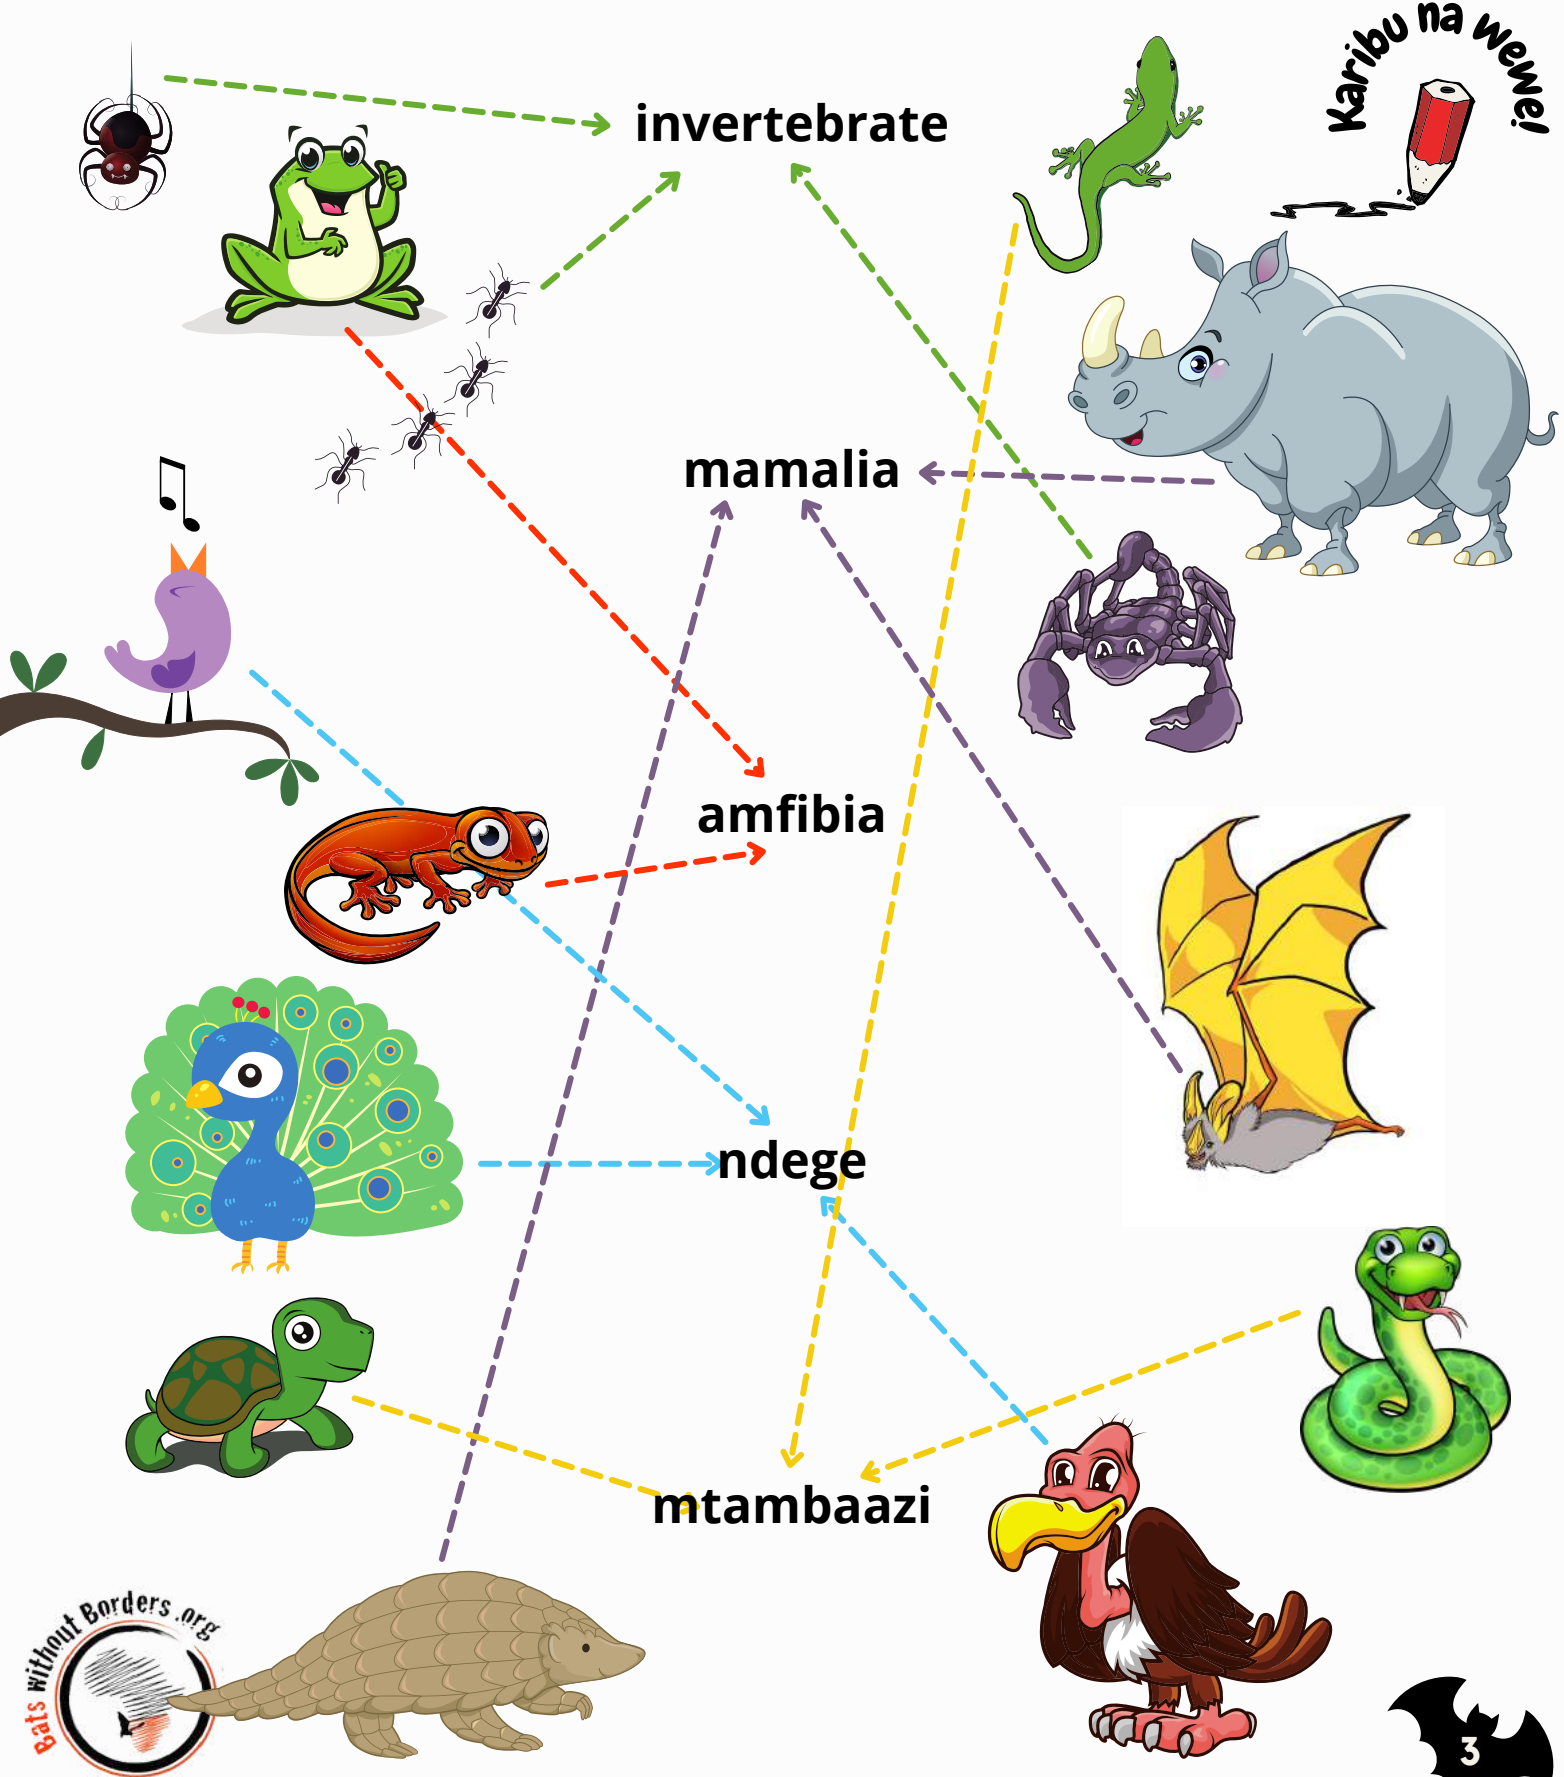 Karibu na wewe!
invertebrate
mamalia
amfibia
ndege
mtambaazi
Bats without Borders .org
3